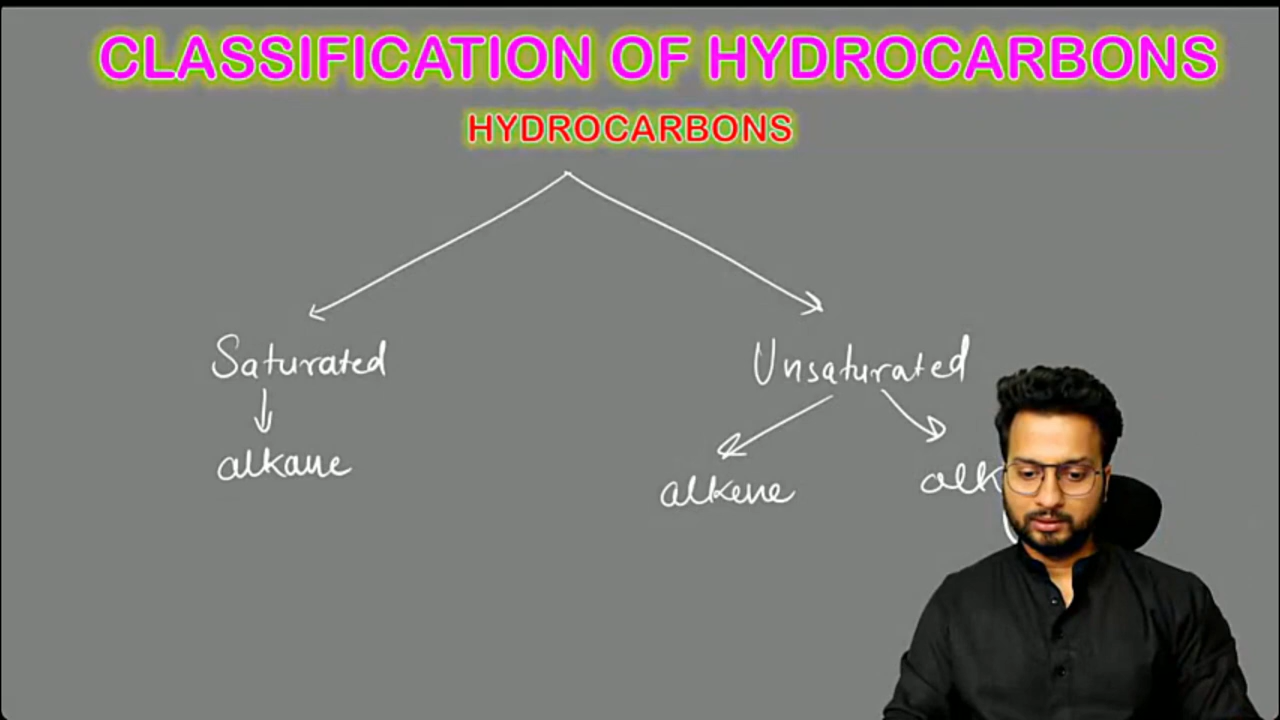 CLASSIFICATION OF HYDROCARBONS
HYDROCARBONS
Saturated
Unsaturated
alkane
alkene